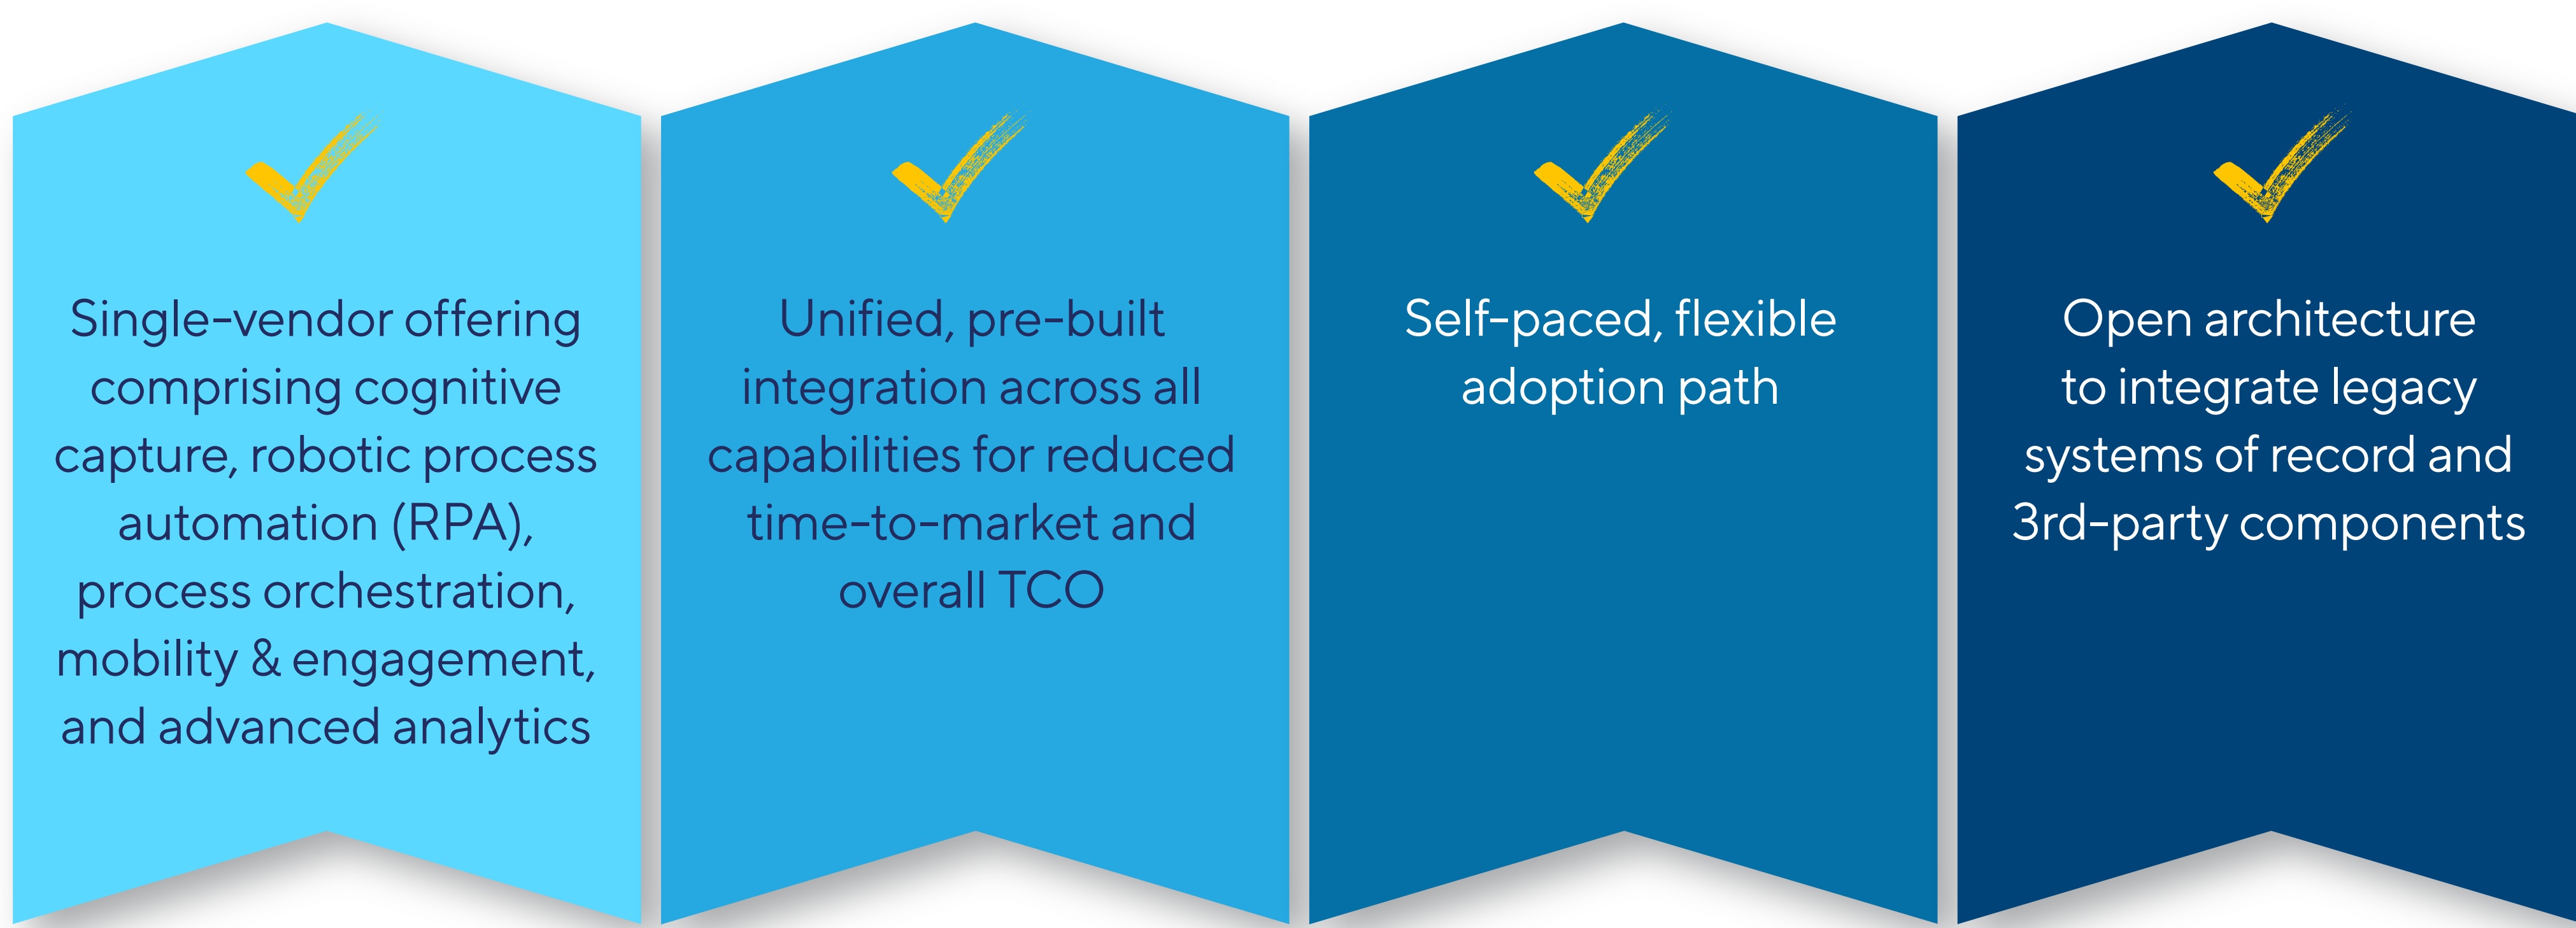 Single-vendor offering
comprising cognitive
capture, robotic process
automation (RPA),
process orchestration,
mobility & engagement,
and advanced analytics
Unified, pre-built
integration across all
capabilities for reduced
time-to-market and
overall TCO
Self-paced, flexible
adoption path
Open architecture
to integrate legacy
systems of record and
3rd-party components